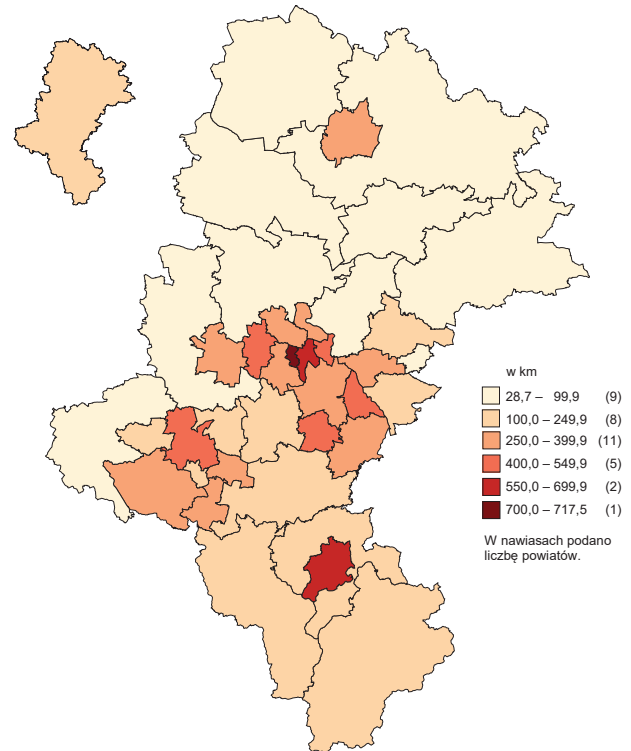 w km
28,7 – 99,9 (9)
100,0 – 249,9 (8)
250,0 – 399,9 (11)
400,0 – 549,9 (5)
550,0 – 699,9 (2)
700,0 – 717,5 (1)
W nawiasach podano
liczbę powiatów.